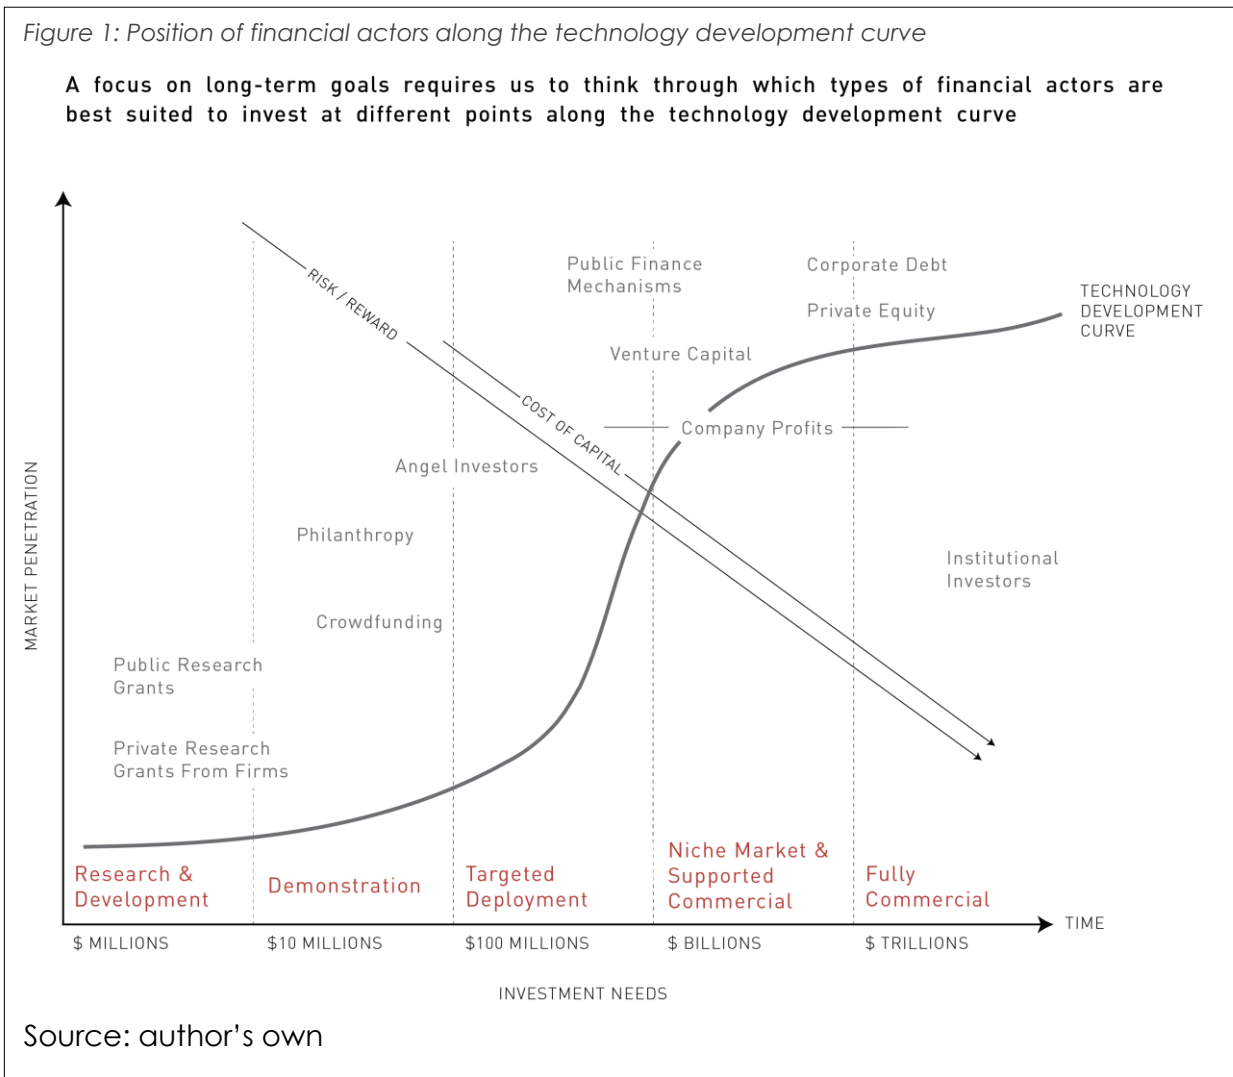 Figure 1: Position of financial actors along the technology development curve
A focus on long-term goals requires us to think through which types of financial actors are
best suited to invest at different points along the technology development curve
RISK / REWARD
Public Finance
Mechanisms
Corporate Debt
Private Equity
TECHNOLOGY
DEVELOPMENT
CURVE
Venture Capital
COST OF CAPITAL
Company Profits
Angel Investors
MARKET PENETRATION
Philanthropy
Institutional
Investors
Crowdfunding
Public Research
Grants
Private Research
Grants From Firms
Research &
Development
Demonstration
Targeted
Deployment
Niche Market &
Supported
Commercial
Fully
Commercial
TIME
$ MILLIONS
$10 MILLIONS
$100 MILLIONS
$ BILLIONS
$ TRILLIONS
INVESTMENT NEEDS
Source: author’s own